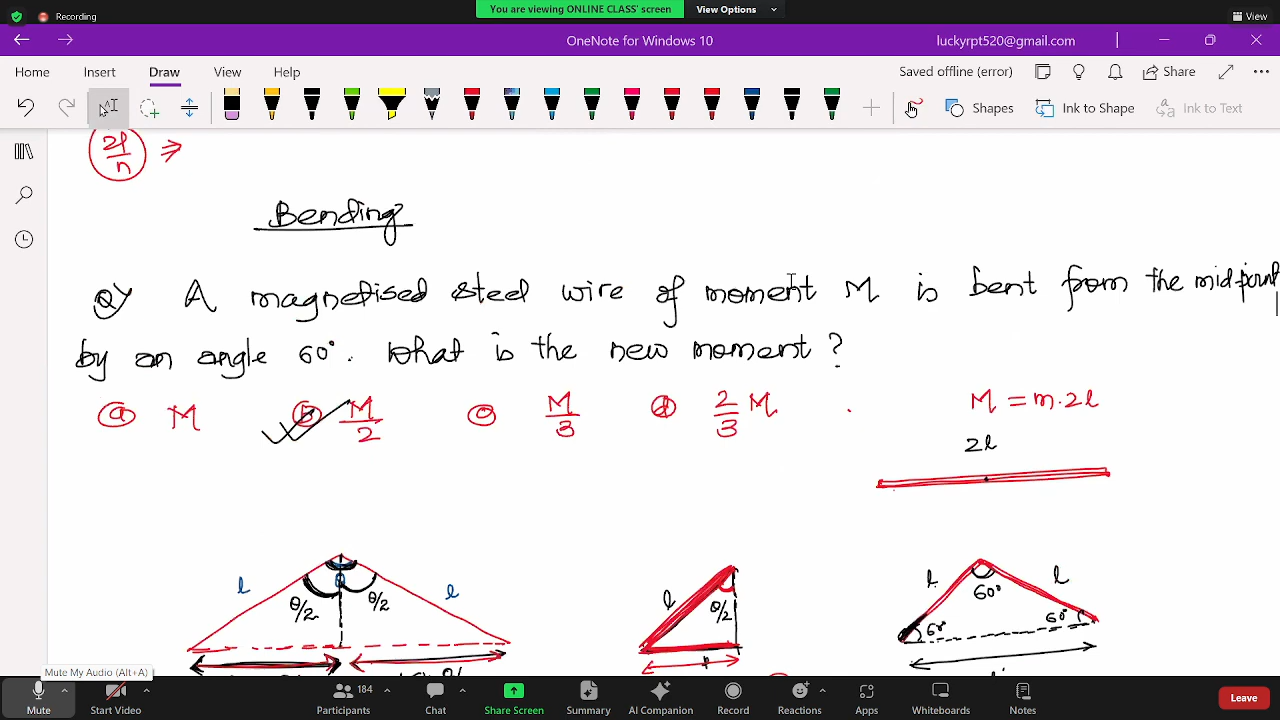 Recording
You are viewing ONLINE CLASS' screen
View Options
View
OneNote for Windows 10
luckyrpt520@gmail.com
Home
Insert
Draw
View
Help
Saved offline (error)
Share
Shapes
Ink to Shape
Ink to Text
2l/n ⇒
Bending
Q) A magnetised steel wire of moment M is bent from the midpoint
by an angle 60°. What is the new moment?
(a) M (b) M/2 (c) M/3 (d) 2/3 M
M = m.2l
2l
l θ/2 θ/2 l
l θ/2
l 60° l
60° 60°
Mute My Audio (Alt+A)
Mute
Start Video
184
Participants
Chat
Share Screen
Summary
AI Companion
Record
Reactions
Apps
Whiteboards
Notes
Leave